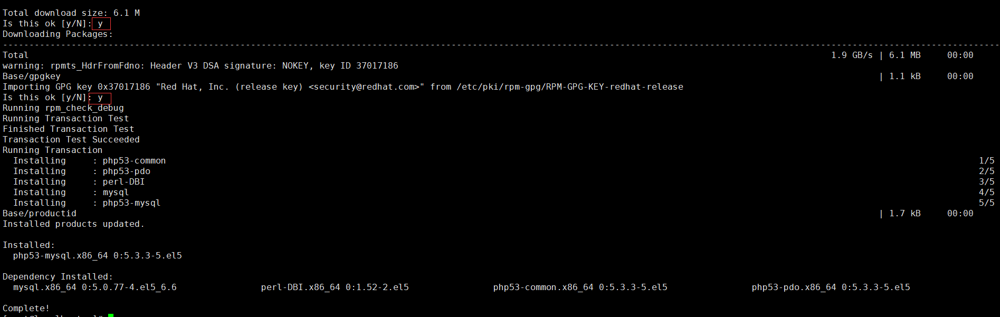 Total download size: 6.1 M
Is this ok [y/N]: y
Downloading Packages:
--------------------------------------------------------------------------------------------------------------------------------------------------------------------------------------------
Total 1.9 GB/s | 6.1 MB 00:00
warning: rpmts_HdrFromFdno: Header V3 DSA signature: NOKEY, key ID 37017186
Base/gpgkey | 1.1 kB 00:00
Importing GPG key 0x37017186 "Red Hat, Inc. (release key) <security@redhat.com>" from /etc/pki/rpm-gpg/RPM-GPG-KEY-redhat-release
Is this ok [y/N]: y
Running rpm_check_debug
Running Transaction Test
Finished Transaction Test
Transaction Test Succeeded
Running Transaction
Installing : php53-common 1/5
Installing : php53-pdo 2/5
Installing : perl-DBI 3/5
Installing : mysql 4/5
Installing : php53-mysql 5/5
Base/productid | 1.7 kB 00:00
Installed products updated.
Installed:
php53-mysql.x86_64 0:5.3.3-5.el5
Dependency Installed:
mysql.x86_64 0:5.0.77-4.el5_6.6 perl-DBI.x86_64 0:1.52-2.el5 php53-common.x86_64 0:5.3.3-5.el5 php53-pdo.x86_64 0:5.3.3-5.el5
Complete!